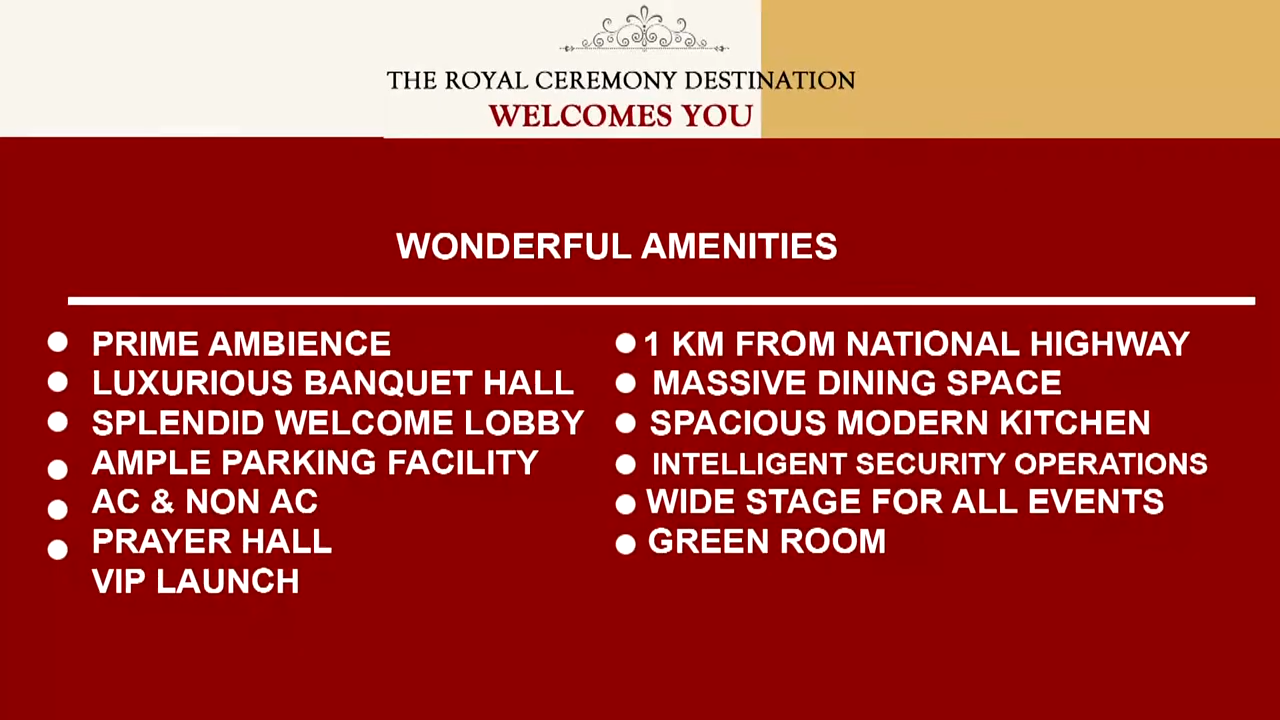 THE ROYAL CEREMONY DESTINATION
WELCOMES YOU
WONDERFUL AMENITIES
PRIME AMBIENCE
LUXURIOUS BANQUET HALL
SPLENDID WELCOME LOBBY
AMPLE PARKING FACILITY
AC & NON AC
PRAYER HALL
VIP LAUNCH
1 KM FROM NATIONAL HIGHWAY
MASSIVE DINING SPACE
SPACIOUS MODERN KITCHEN
INTELLIGENT SECURITY OPERATIONS
WIDE STAGE FOR ALL EVENTS
GREEN ROOM